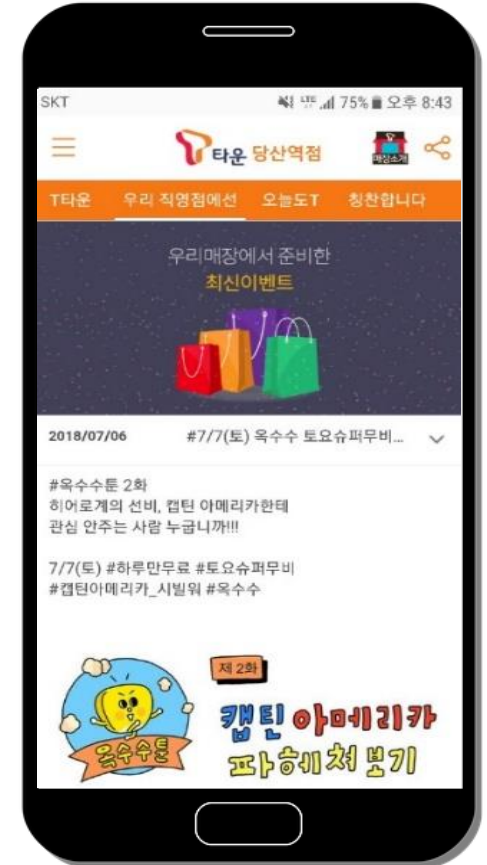 SKT
LTE 75% 오후 8:43
T타운 당산역점
매장소개
T타운 우리 직영점에선 오늘도T 칭찬합니다
우리매장에서 준비한
최신이벤트
2018/07/06 #7/7(토) 옥수수 토요슈퍼무비...
#옥수수툰 2화
히어로계의 선비, 캡틴 아메리카한테
관심 안주는 사람 누굽니까!!!
7/7(토) #하루만무료 #토요슈퍼무비
#캡틴아메리카_시빌워 #옥수수
제 2화
캡틴 아메리카
파헤쳐 보기
옥수수툰